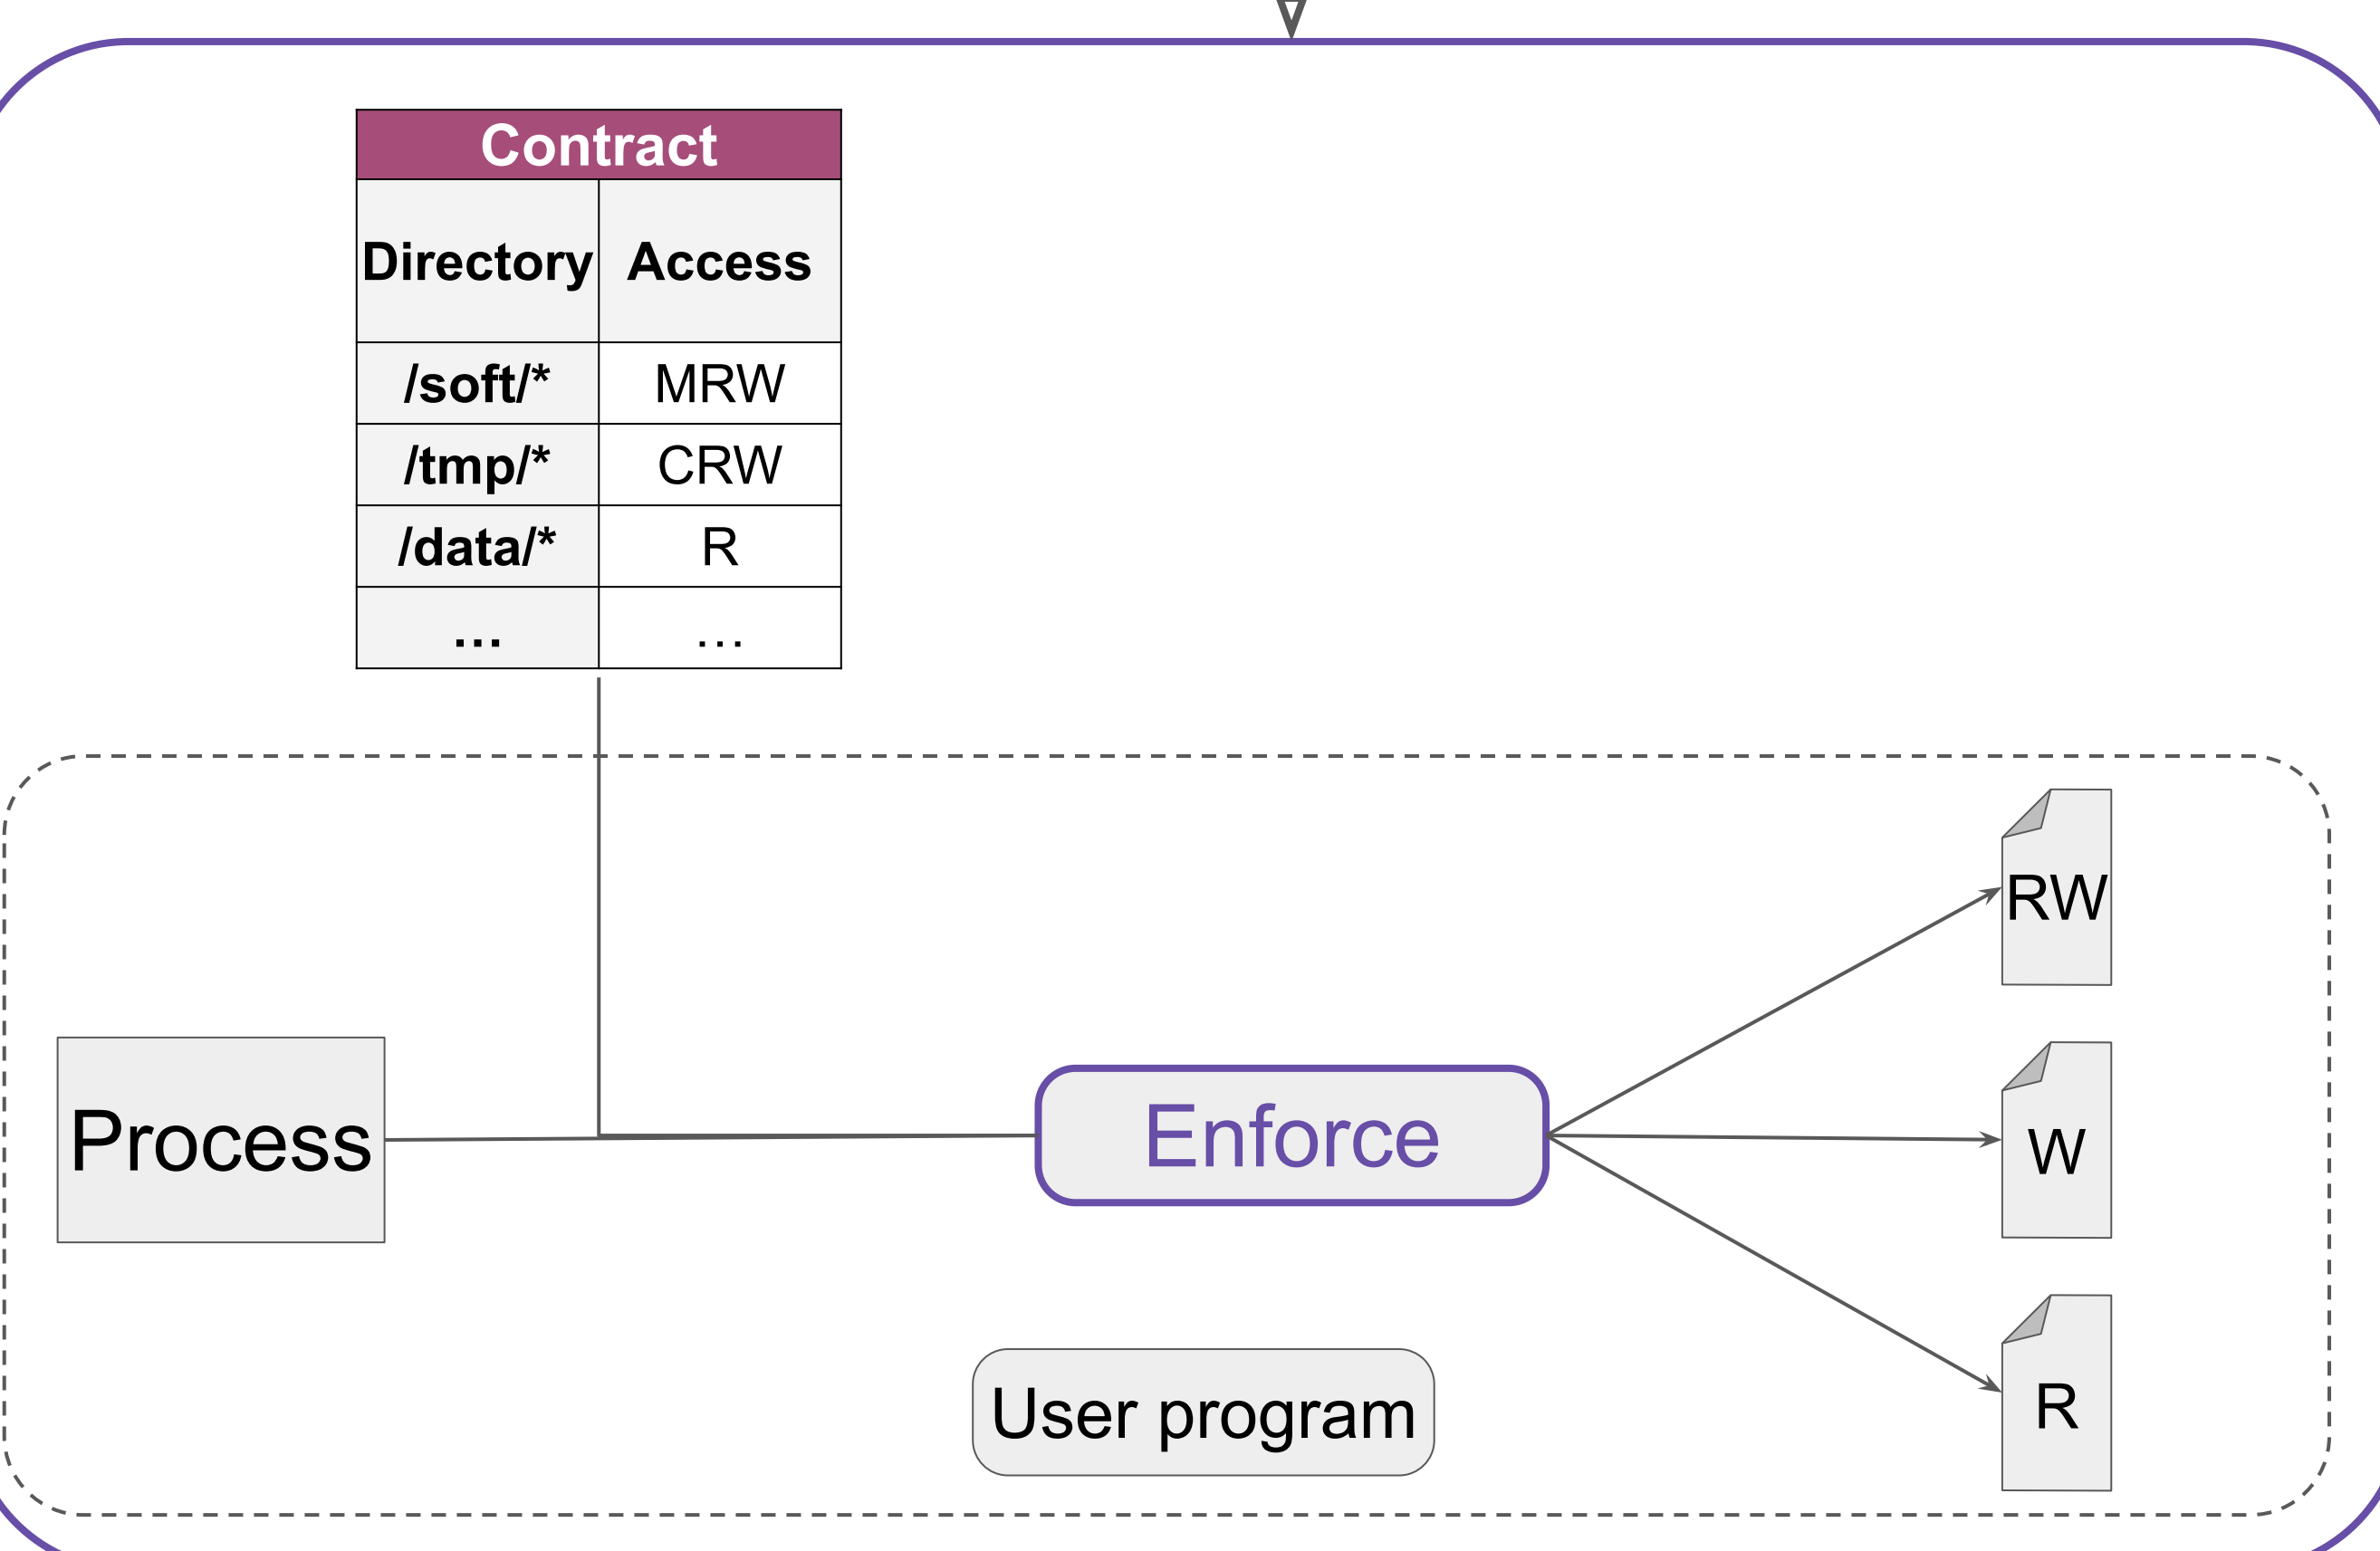 Contract
Directory Access
/soft/* MRW
/tmp/* CRW
/data/* R
... ...
RW
Process
Enforce
W
User program
R